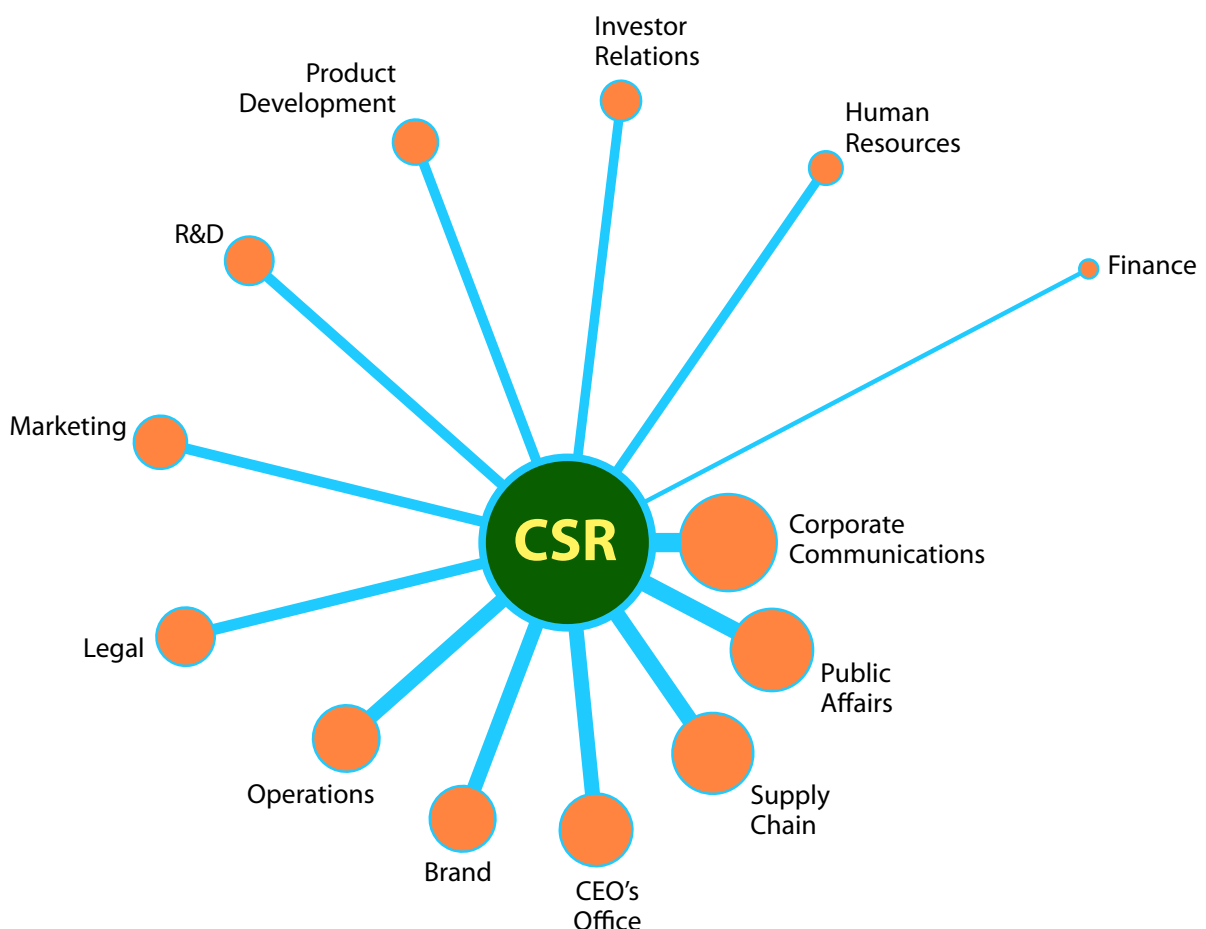 Investor
Relations
Product
Development
Human
Resources
R&D
Finance
Marketing
CSR
Corporate
Communications
Legal
Public
Affairs
Operations
Supply
Chain
Brand
CEO's
Office